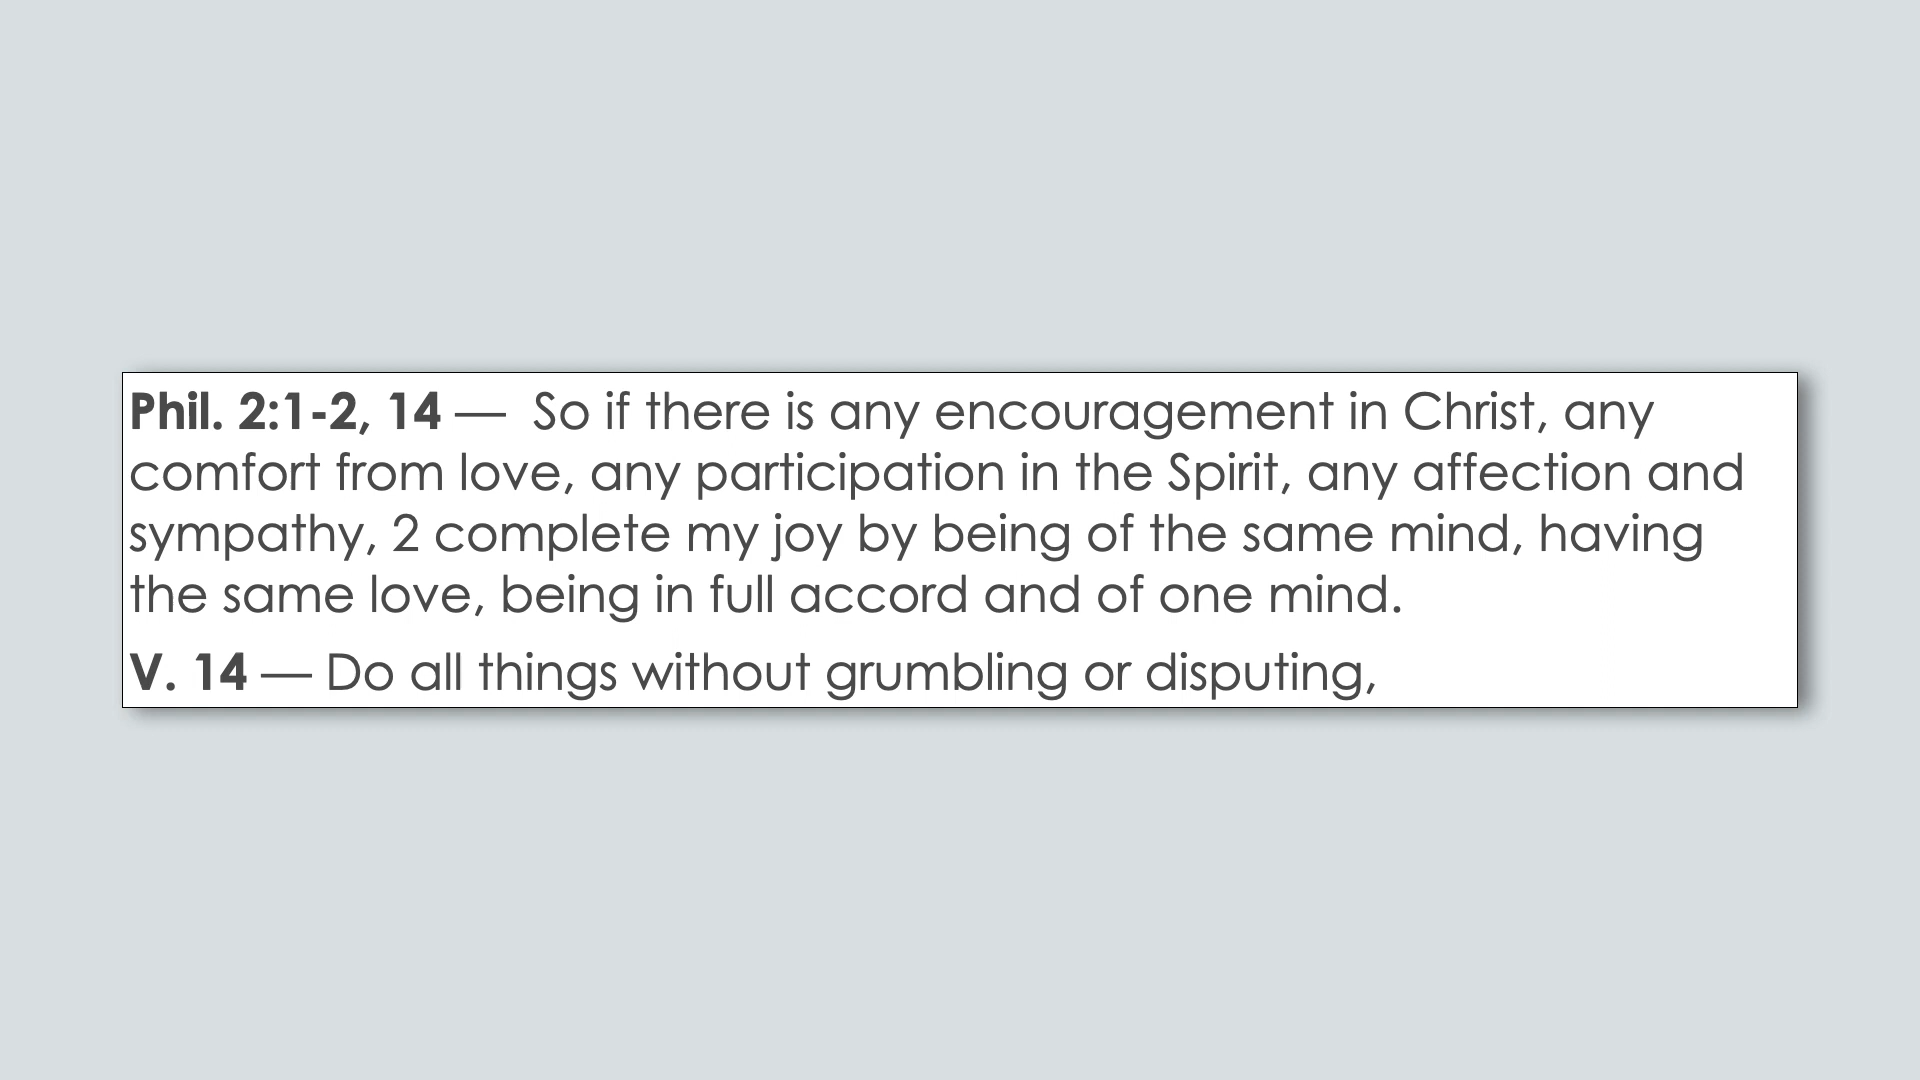 Phil. 2:1-2, 14 —  So if there is any encouragement in Christ, any
comfort from love, any participation in the Spirit, any affection and
sympathy, 2 complete my joy by being of the same mind, having
the same love, being in full accord and of one mind.
V. 14 — Do all things without grumbling or disputing,